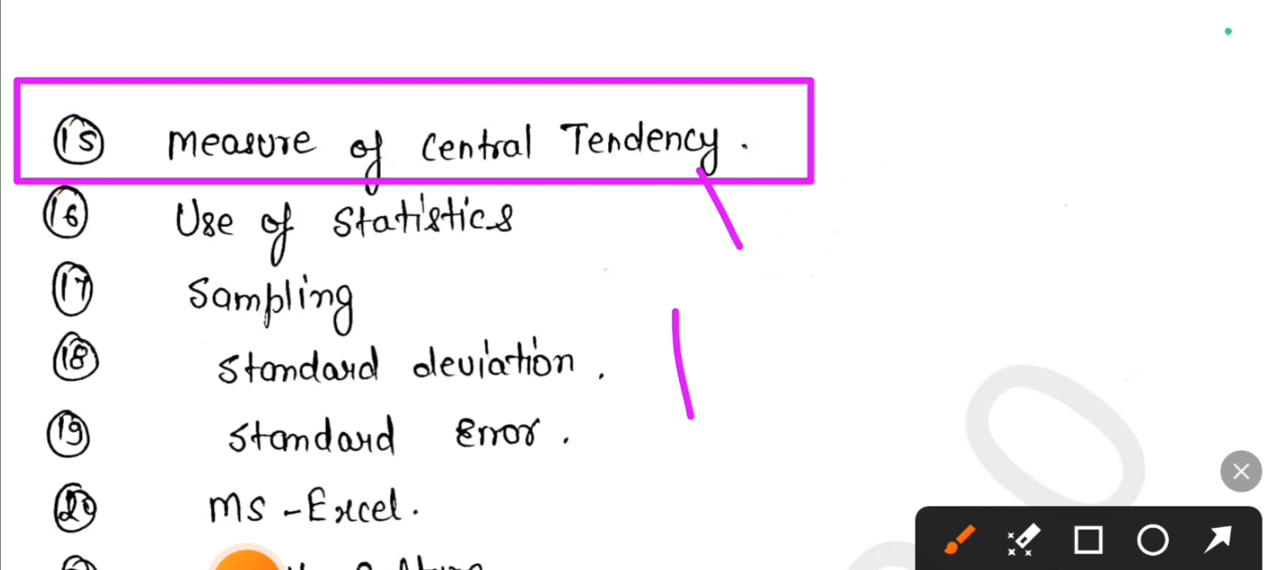 15 Measure of Central Tendency.
16 Use of Statistics
17 Sampling
18 Standard deviation.
19 Standard Error.
20 MS-Excel.